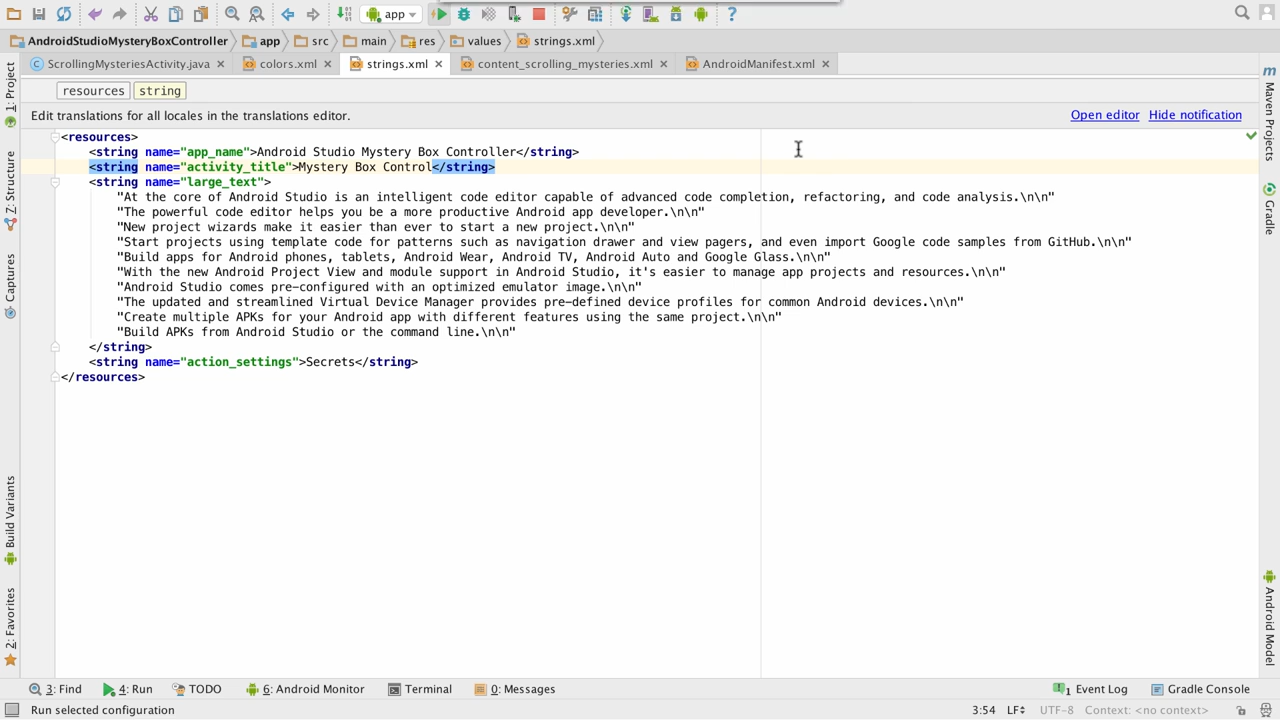 app
AndroidStudioMysteryBoxController app src main res values strings.xml
ScrollingMysteriesActivity.java colors.xml strings.xml content_scrolling_mysteries.xml AndroidManifest.xml
resources string
Edit translations for all locales in the translations editor. Open editor Hide notification
<resources>
<string name="app_name">Android Studio Mystery Box Controller</string>
<string name="activity_title">Mystery Box Control</string>
<string name="large_text">
"At the core of Android Studio is an intelligent code editor capable of advanced code completion, refactoring, and code analysis.\n\n"
"The powerful code editor helps you be a more productive Android app developer.\n\n"
"New project wizards make it easier than ever to start a new project.\n\n"
"Start projects using template code for patterns such as navigation drawer and view pagers, and even import Google code samples from GitHub.\n\n"
"Build apps for Android phones, tablets, Android Wear, Android TV, Android Auto and Google Glass.\n\n"
"With the new Android Project View and module support in Android Studio, it's easier to manage app projects and resources.\n\n"
"Android Studio comes pre-configured with an optimized emulator image.\n\n"
"The updated and streamlined Virtual Device Manager provides pre-defined device profiles for common Android devices.\n\n"
"Create multiple APKs for your Android app with different features using the same project.\n\n"
"Build APKs from Android Studio or the command line.\n\n"
</string>
<string name="action_settings">Secrets</string>
</resources>
1: Project
7: Structure
Captures
Build Variants
2: Favorites
Maven Projects
Gradle
Android Model
3: Find 4: Run TODO 6: Android Monitor Terminal 0: Messages 1 Event Log Gradle Console
Run selected configuration 3:54 LF UTF-8 Context: <no context>